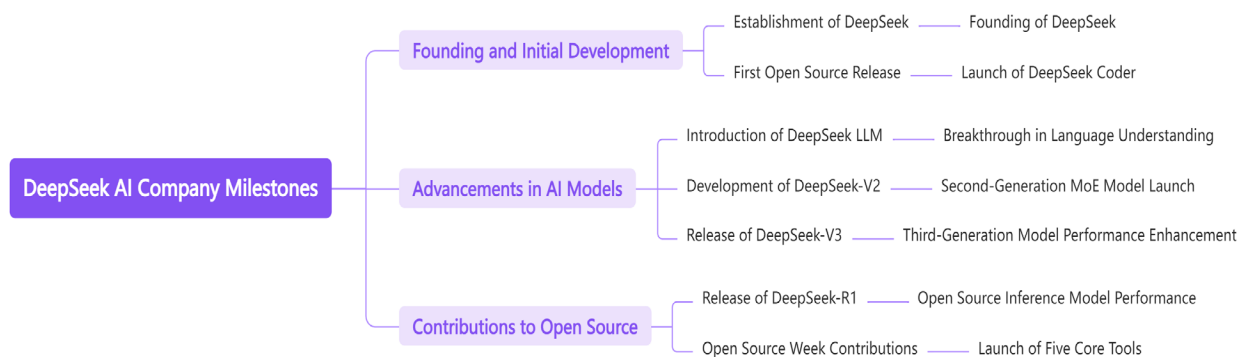 DeepSeek AI Company Milestones
Founding and Initial Development
Establishment of DeepSeek
Founding of DeepSeek
First Open Source Release
Launch of DeepSeek Coder
Advancements in AI Models
Introduction of DeepSeek LLM
Breakthrough in Language Understanding
Development of DeepSeek-V2
Second-Generation MoE Model Launch
Release of DeepSeek-V3
Third-Generation Model Performance Enhancement
Contributions to Open Source
Release of DeepSeek-R1
Open Source Inference Model Performance
Open Source Week Contributions
Launch of Five Core Tools